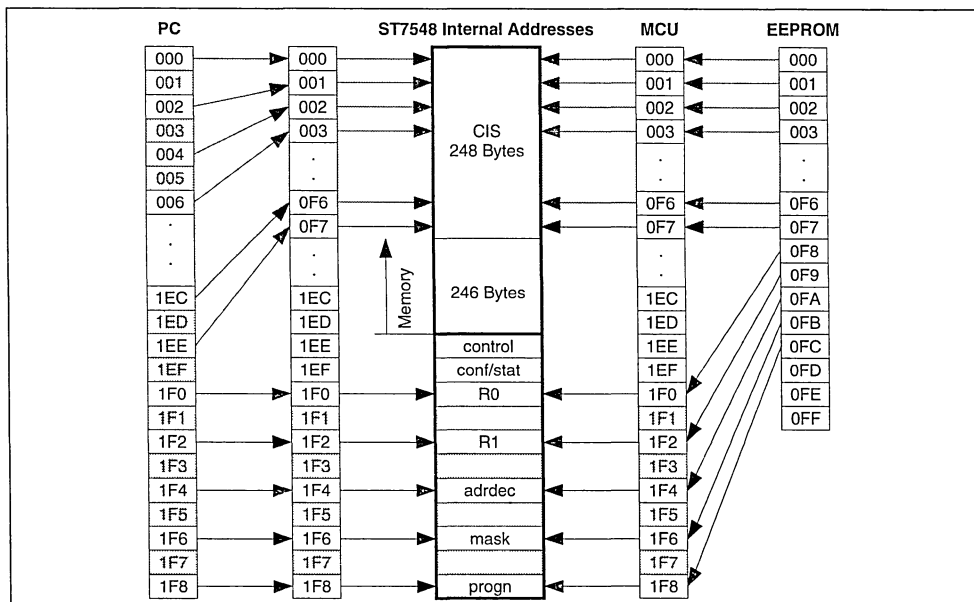 PC ST7548 Internal Addresses MCU EEPROM
000 000 000 000
001 001 001 001
002 002 002 002
003 003 CIS 003 003
004 . 248 Bytes . .
005 . . .
006 0F6 0F6 0F6
. 0F7 0F7 0F7
. . . 0F8
. . . 0F9
1EC 1EC 246 Bytes 1EC 0FA
1ED 1ED Memory 1ED 0FB
1EE 1EE control 1EE 0FC
1EF 1EF conf/stat 1EF 0FD
1F0 1F0 R0 1F0 0FE
1F1 1F1 1F1 0FF
1F2 1F2 R1 1F2
1F3 1F3 1F3
1F4 1F4 adrdec 1F4
1F5 1F5 1F5
1F6 1F6 mask 1F6
1F7 1F7 1F7
1F8 1F8 progn 1F8